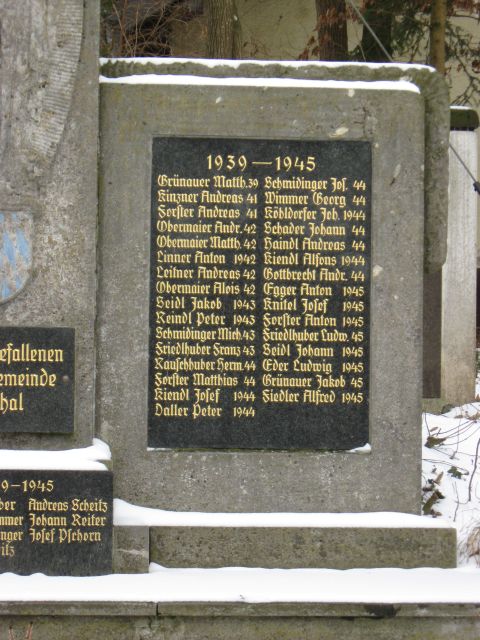 1939 — 1945
Grünauer Matth. 39
Kinzner Andreas 41
Forster Andreas 41
Obermaier Andr. 42
Obermaier Matth. 42
Linner Anton 1942
Leitner Andreas 42
Obermaier Alois 42
Seidl Jakob 1943
Reindl Peter 1943
Schmidinger Mich. 43
Friedlhuber Franz 43
Rauschhuber Herm. 44
Forster Matthias 44
Kiendl Josef 1944
Daller Peter 1944
Schmidinger Jos. 44
Wimmer Georg 44
Köhldorfer Joh. 1944
Schader Johann 44
Haindl Andreas 44
Kiendl Alfons 1944
Gottbrecht Andr. 44
Egger Anton 1945
Knitel Josef 1945
Forster Anton 1945
Friedlhuber Ludw. 45
Seidl Johann 1945
Eder Ludwig 1945
Grünauer Jakob 45
Fiedler Alfred 1945
efallenen
emeinde
hal
9-1945
ber Andreas Scheitz
mmer Johann Reiter
nger Josef Pschorn
itz